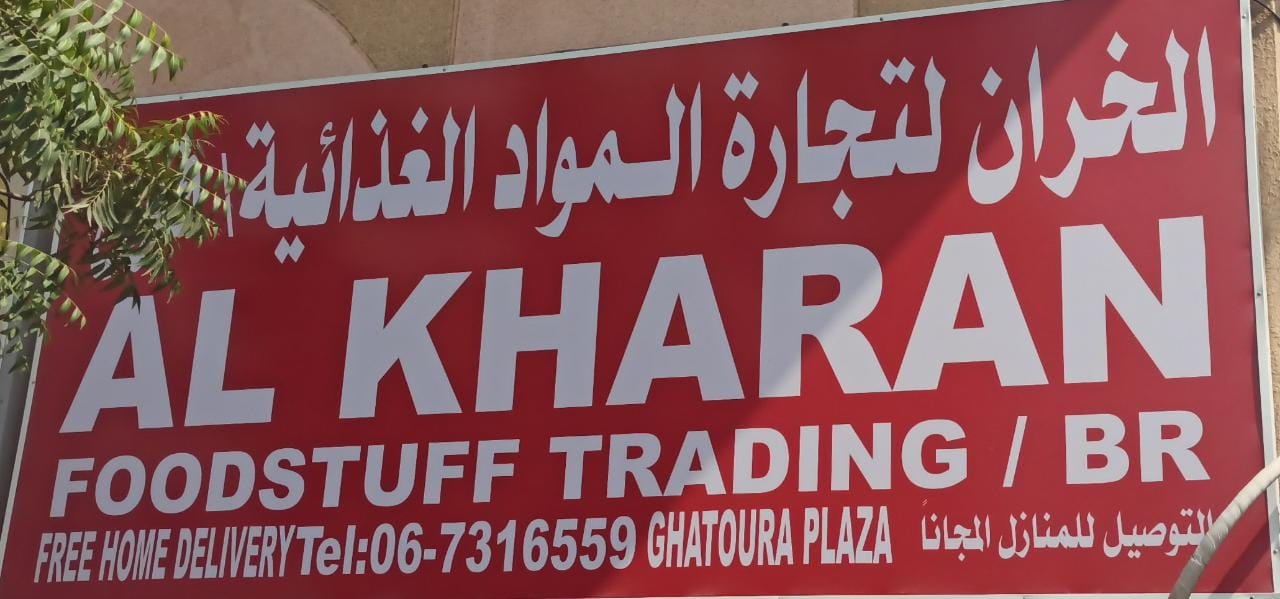 الخران لتجارة المواد الغذائية /
AL KHARAN
FOODSTUFF TRADING / BR
FREE HOME DELIVERY Tel:06-7316559 GHATOURA PLAZA التوصيل للمنازل المجاناً